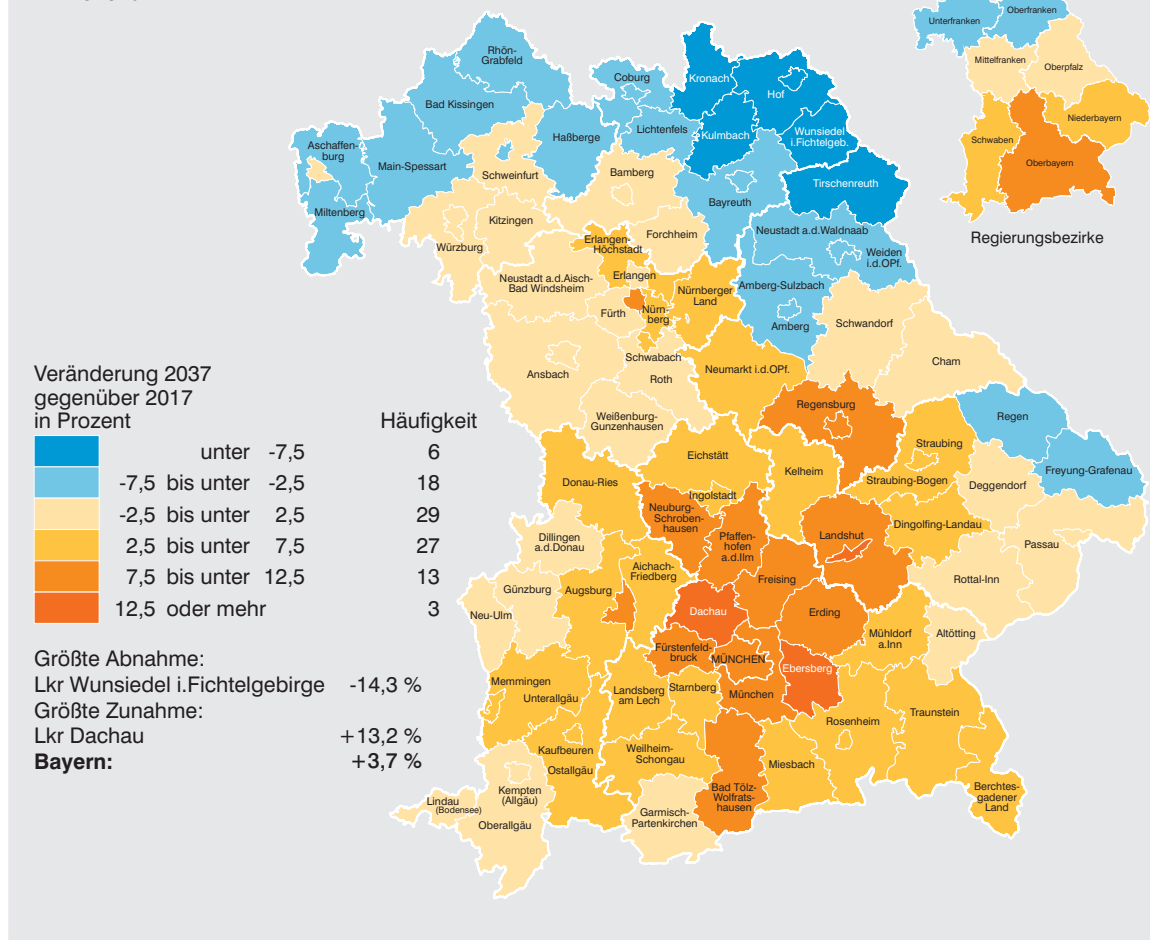 Unterfranken
Oberfranken
Mittelfranken
Oberpfalz
Niederbayern
Schwaben
Oberbayern
Regierungsbezirke
Rhön-
Grabfeld
Coburg
Kronach
Hof
Bad Kissingen
Lichtenfels
Kulmbach
Wunsiedel
i.Fichtelgeb.
Haßberge
Aschaffen-
burg
Main-Spessart
Schweinfurt
Bamberg
Tirschenreuth
Bayreuth
Miltenberg
Kitzingen
Würzburg
Forchheim
Erlangen-
Höchstadt
Neustadt a.d.Waldnaab
Weiden
i.d.OPf.
Neustadt a.d.Aisch-
Bad Windsheim
Erlangen
Nürnberger
Land
Amberg-Sulzbach
Fürth
Nürn-
berg
Amberg
Schwandorf
Schwabach
Ansbach
Roth
Neumarkt i.d.OPf.
Cham
Weißenburg-
Gunzenhausen
Regensburg
Regen
Straubing
Freyung-Grafenau
Eichstätt
Kelheim
Straubing-Bogen
Deggendorf
Donau-Ries
Ingolstadt
Neuburg-
Schroben-
hausen
Dingolfing-Landau
Pfaffen-
hofen
a.d.Ilm
Landshut
Passau
Dillingen
a.d.Donau
Aichach-
Friedberg
Freising
Rottal-Inn
Günzburg
Augsburg
Neu-Ulm
Dachau
Erding
Mühldorf
a.Inn
Altötting
Fürstenfeld-
bruck
MÜNCHEN
Ebersberg
Memmingen
Unterallgäu
Landsberg
am Lech
Starnberg
München
Rosenheim
Traunstein
Kaufbeuren
Ostallgäu
Weilheim-
Schongau
Miesbach
Bad Tölz-
Wolfrats-
hausen
Berchtes-
gadener
Land
Kempten
(Allgäu)
Lindau
(Bodensee)
Oberallgäu
Garmisch-
Partenkirchen
Veränderung 2037
gegenüber 2017
in Prozent Häufigkeit
unter -7,5 6
-7,5 bis unter -2,5 18
-2,5 bis unter 2,5 29
2,5 bis unter 7,5 27
7,5 bis unter 12,5 13
12,5 oder mehr 3
Größte Abnahme:
Lkr Wunsiedel i.Fichtelgebirge -14,3 %
Größte Zunahme:
Lkr Dachau +13,2 %
Bayern: +3,7 %